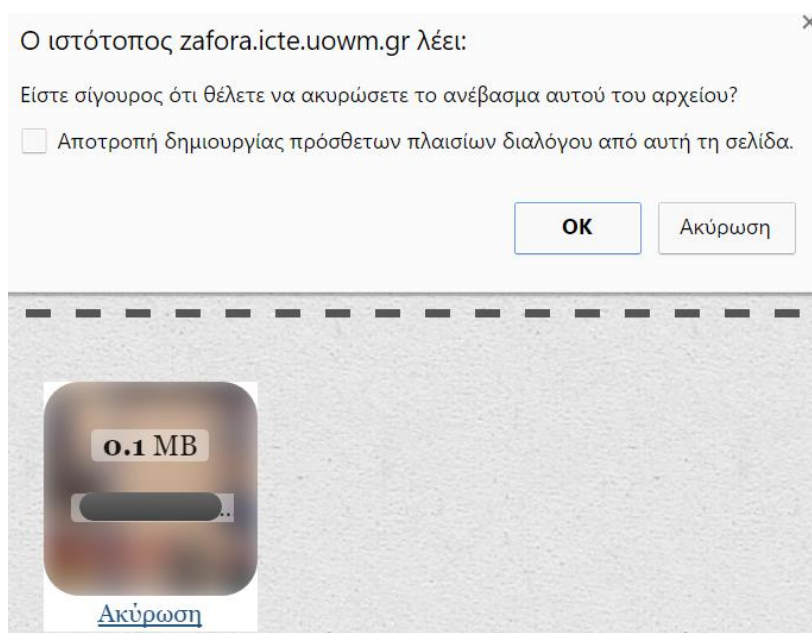 Ο ιστότοπος zafora.icte.uowm.gr λέει:
Είστε σίγουρος ότι θέλετε να ακυρώσετε το ανέβασμα αυτού του αρχείου?
Αποτροπή δημιουργίας πρόσθετων πλαισίων διαλόγου από αυτή τη σελίδα.
OK Ακύρωση
0.1 MB
..
Ακύρωση